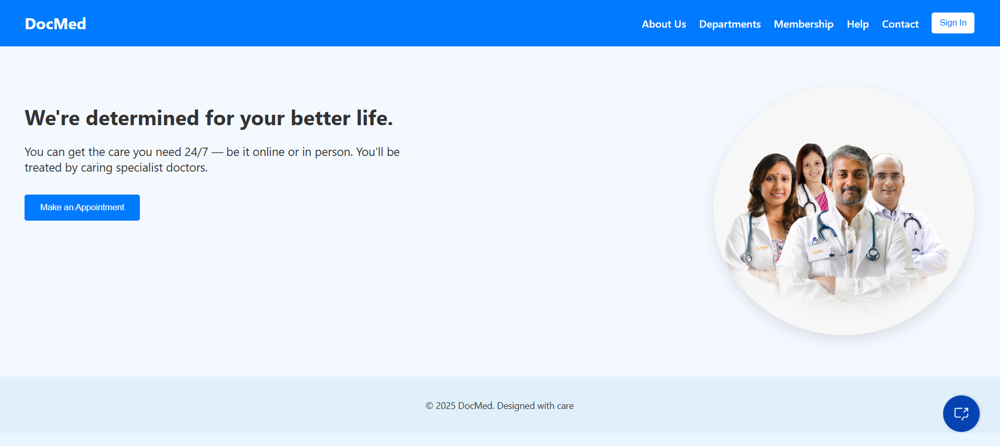 DocMed
About Us
Departments
Membership
Help
Contact
Sign In
We're determined for your better life.
You can get the care you need 24/7 — be it online or in person. You’ll be
treated by caring specialist doctors.
Make an Appointment
© 2025 DocMed. Designed with care